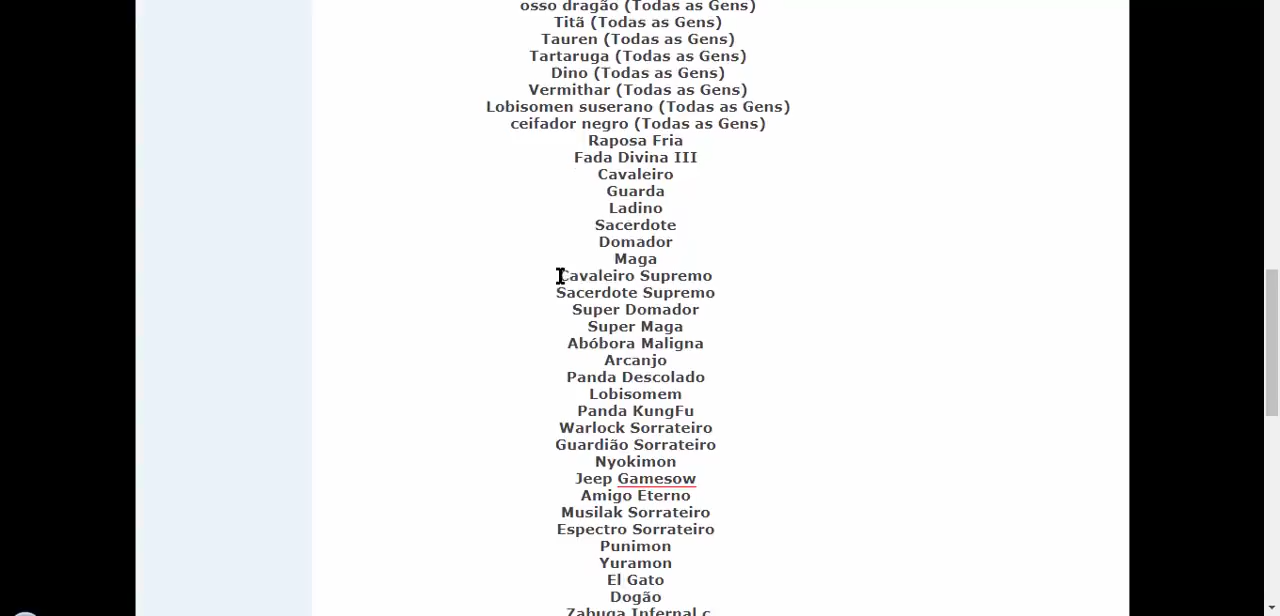 osso dragão (Todas as Gens)
Titã (Todas as Gens)
Tauren (Todas as Gens)
Tartaruga (Todas as Gens)
Dino (Todas as Gens)
Vermithar (Todas as Gens)
Lobisomen suserano (Todas as Gens)
ceifador negro (Todas as Gens)
Raposa Fria
Fada Divina III
Cavaleiro
Guarda
Ladino
Sacerdote
Domador
Maga
Cavaleiro Supremo
Sacerdote Supremo
Super Domador
Super Maga
Abóbora Maligna
Arcanjo
Panda Descolado
Lobisomem
Panda KungFu
Warlock Sorrateiro
Guardião Sorrateiro
Nyokimon
Jeep Gamesow
Amigo Eterno
Musilak Sorrateiro
Espectro Sorrateiro
Punimon
Yuramon
El Gato
Dogão
Zabuga Infernal c